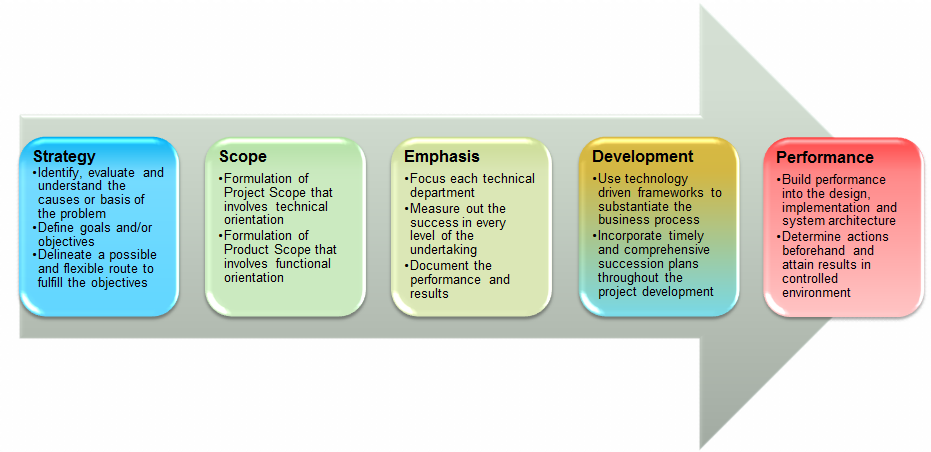 Strategy
•Identify, evaluate and
understand the
causes or basis of
the problem
•Define goals and/or
objectives
•Delineate a possible
and flexible route to
fulfill the objectives
Scope
•Formulation of
Project Scope that
involves technical
orientation
•Formulation of
Product Scope that
involves functional
orientation
Emphasis
•Focus each technical
department
•Measure out the
success in every
level of the
undertaking
•Document the
performance and
results
Development
•Use technology
driven frameworks to
substantiate the
business process
•Incorporate timely
and comprehensive
succession plans
throughout the
project development
Performance
•Build performance
into the design,
implementation and
system architecture
•Determine actions
beforehand and
attain results in
controlled
environment